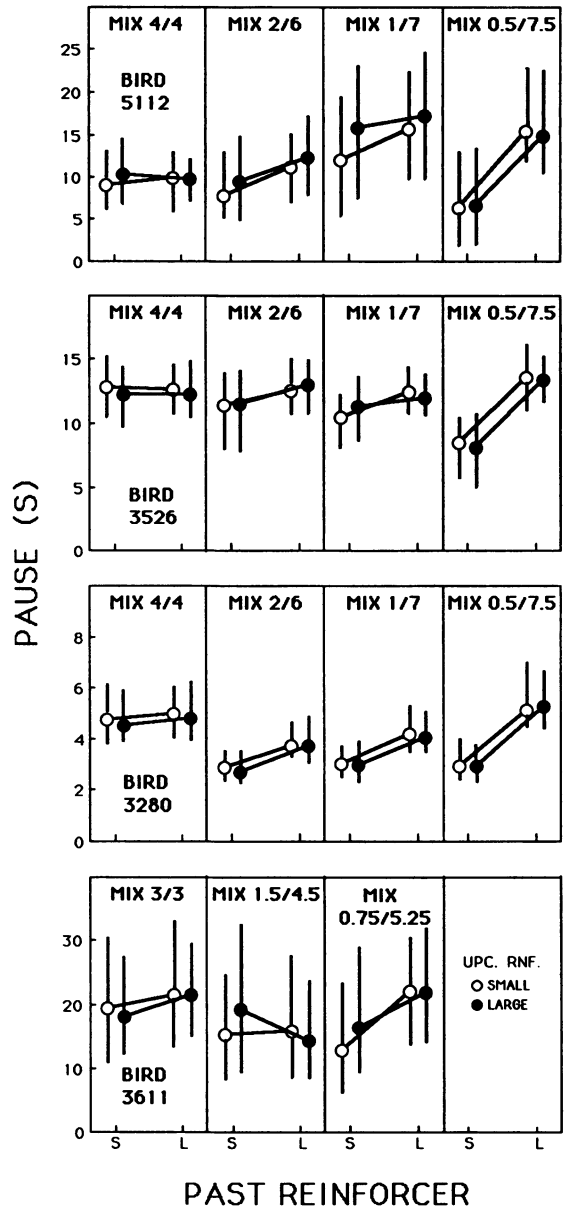 MIX 4/4 MIX 2/6 MIX 1/7 MIX 0.5/7.5
30
25
20
15
10
5
0
BIRD
5112
MIX 4/4 MIX 2/6 MIX 1/7 MIX 0.5/7.5
15
10
5
0
BIRD
3526
PAUSE (S)
MIX 4/4 MIX 2/6 MIX 1/7 MIX 0.5/7.5
8
6
4
2
0
BIRD
3280
MIX 3/3 MIX 1.5/4.5 MIX
0.75/5.25
30
20
10
0
BIRD
3611
UPC. RNF.
SMALL
LARGE
S L S L S L S L
PAST REINFORCER